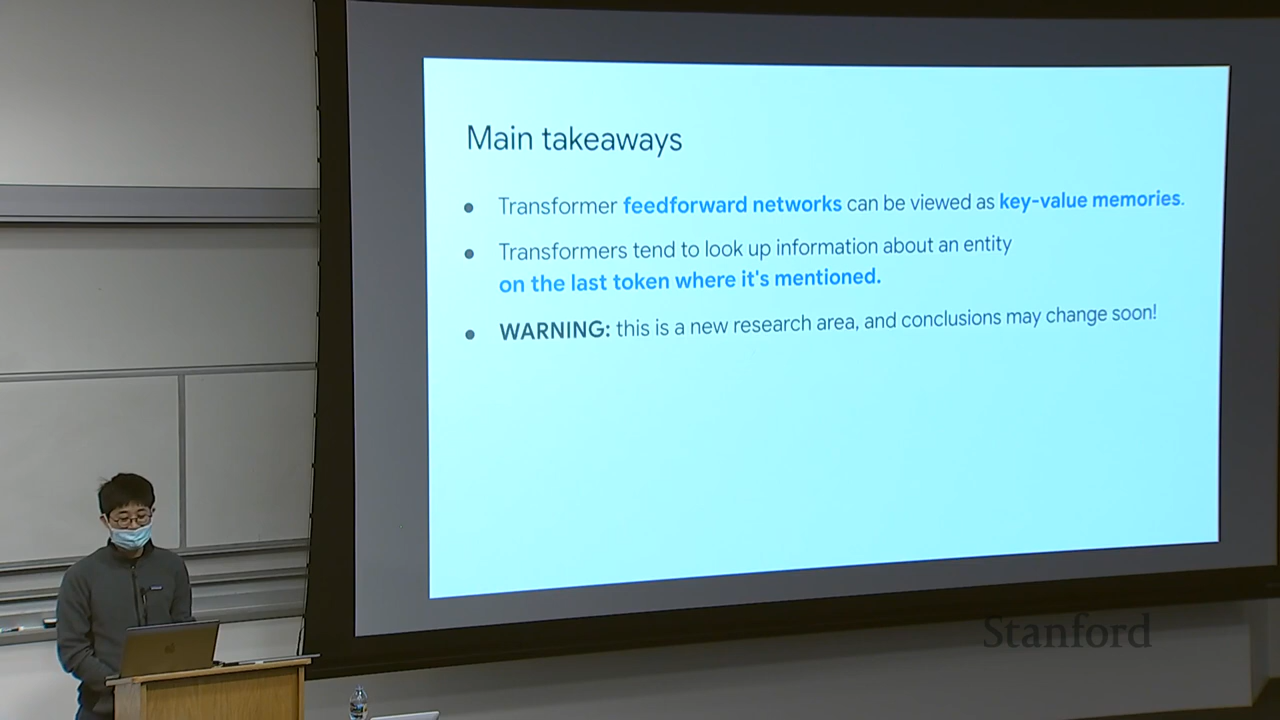 Main takeaways
Transformer feedforward networks can be viewed as key-value memories.
Transformers tend to look up information about an entity
on the last token where it's mentioned.
WARNING: this is a new research area, and conclusions may change soon!
Stanford